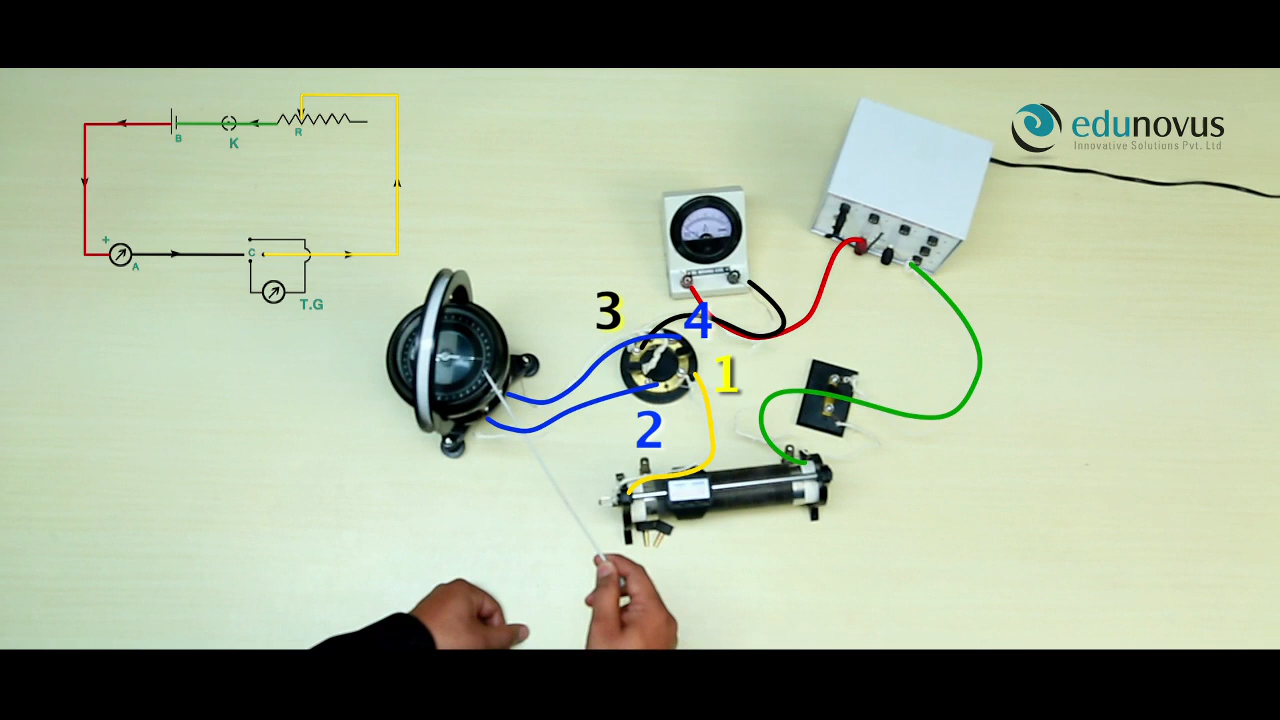 B
K
R
+
A
C
T.G
edunovus
Innovative Solutions Pvt. Ltd
3
4
1
2